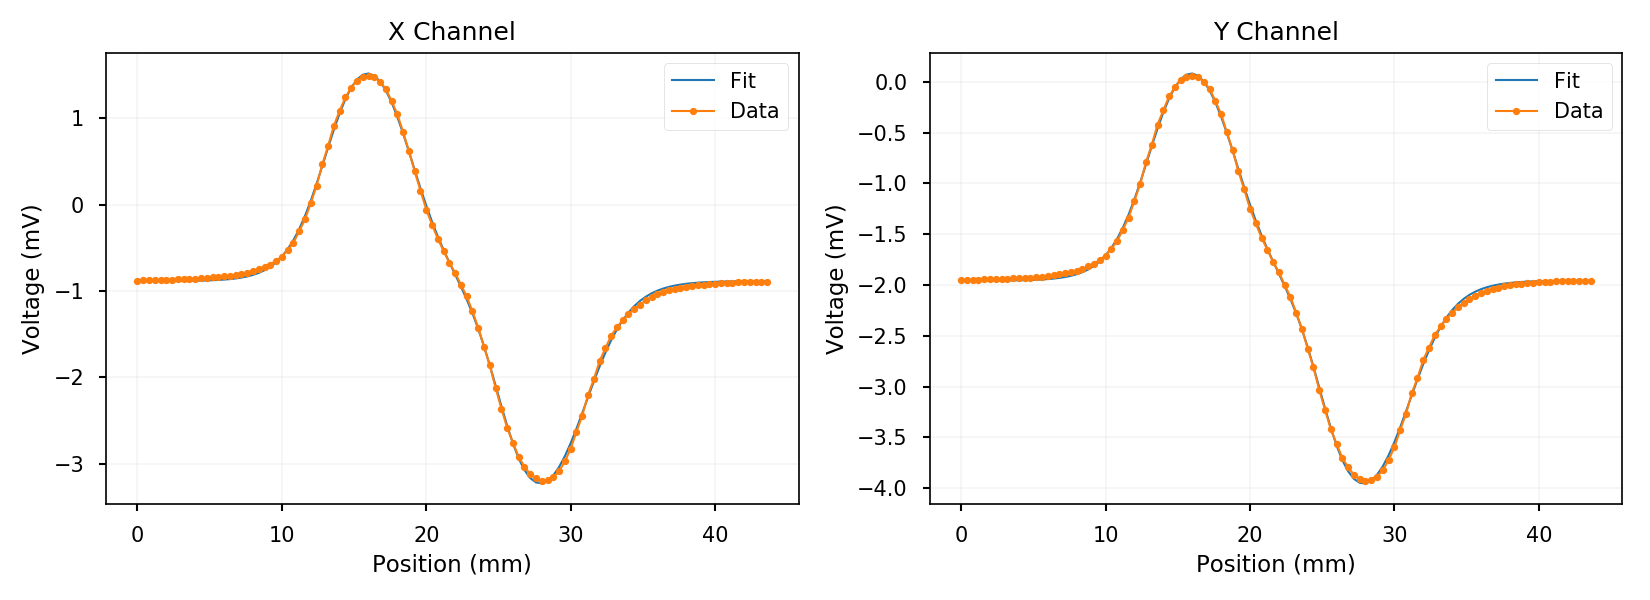 X Channel
Voltage (mV)
1
0
−1
−2
−3
0
10
20
30
40
Position (mm)
Fit
Data
Y Channel
Voltage (mV)
0.0
−0.5
−1.0
−1.5
−2.0
−2.5
−3.0
−3.5
−4.0
0
10
20
30
40
Position (mm)
Fit
Data